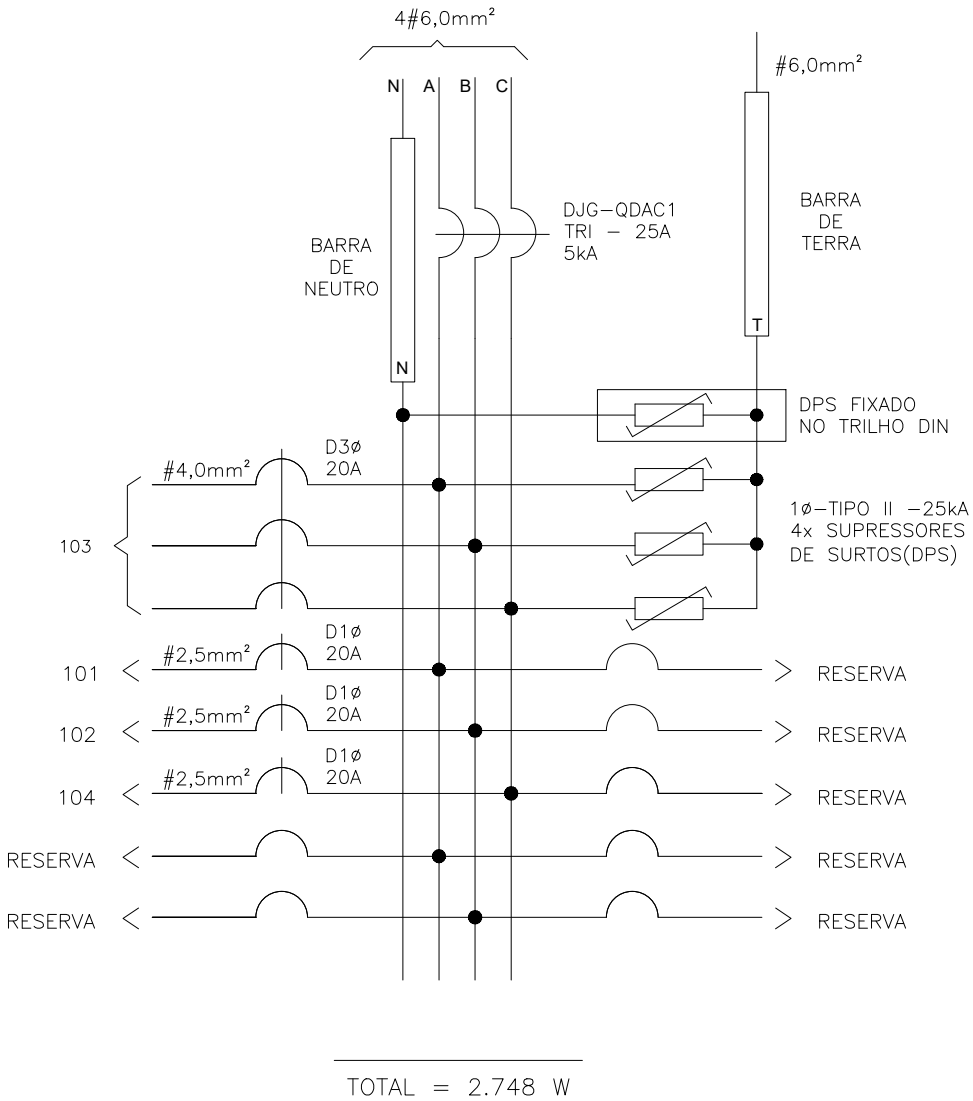 4#6,0mm²
#6,0mm²
N
A
B
C
BARRA
DE
NEUTRO
DJG-QDAC1
TRI - 25A
5kA
BARRA
DE
TERRA
T
N
DPS FIXADO
NO TRILHO DIN
#4,0mm²
D3ø
20A
103
1ø-TIPO II -25kA
4x SUPRESSORES
DE SURTOS(DPS)
101
#2,5mm²
D1ø
20A
RESERVA
102
#2,5mm²
D1ø
20A
RESERVA
104
#2,5mm²
D1ø
20A
RESERVA
RESERVA
RESERVA
RESERVA
RESERVA
TOTAL = 2.748 W